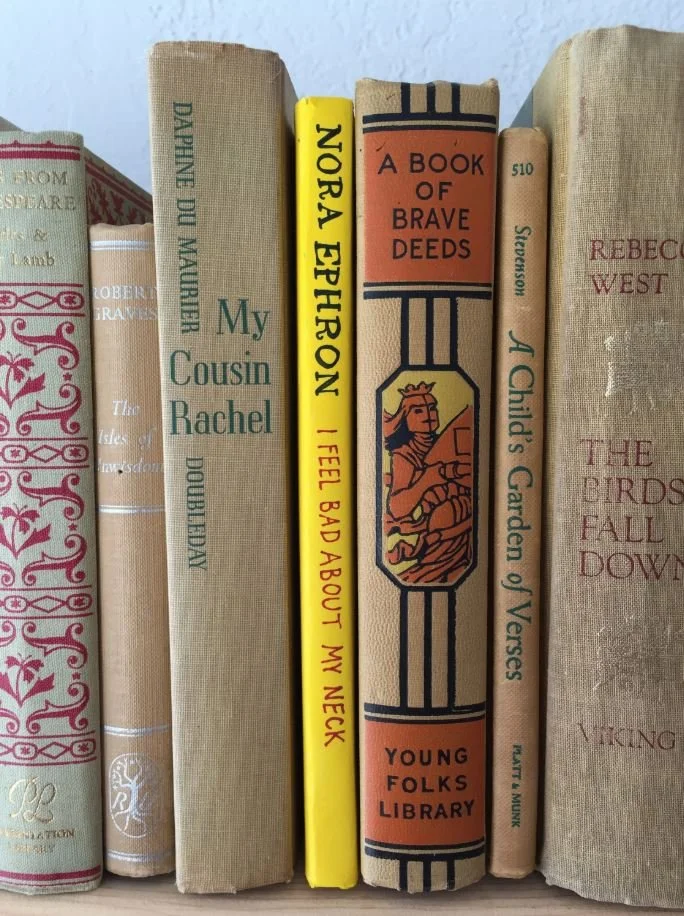 FROM
& 
Lamb
ROBERT
GRAVES
The
Isles of
Unwisdom
DAPHNE DU MAURIER
My
Cousin
Rachel
DOUBLEDAY
NORA EPHRON I FEEL BAD ABOUT MY NECK
A BOOK
OF
BRAVE
DEEDS
YOUNG
FOLKS
LIBRARY
510
Stevenson
A Child's Garden of Verses
PLATT & MUNK
REBECC
WEST
THE
BIRDS
FALL
DOWN
VIKING